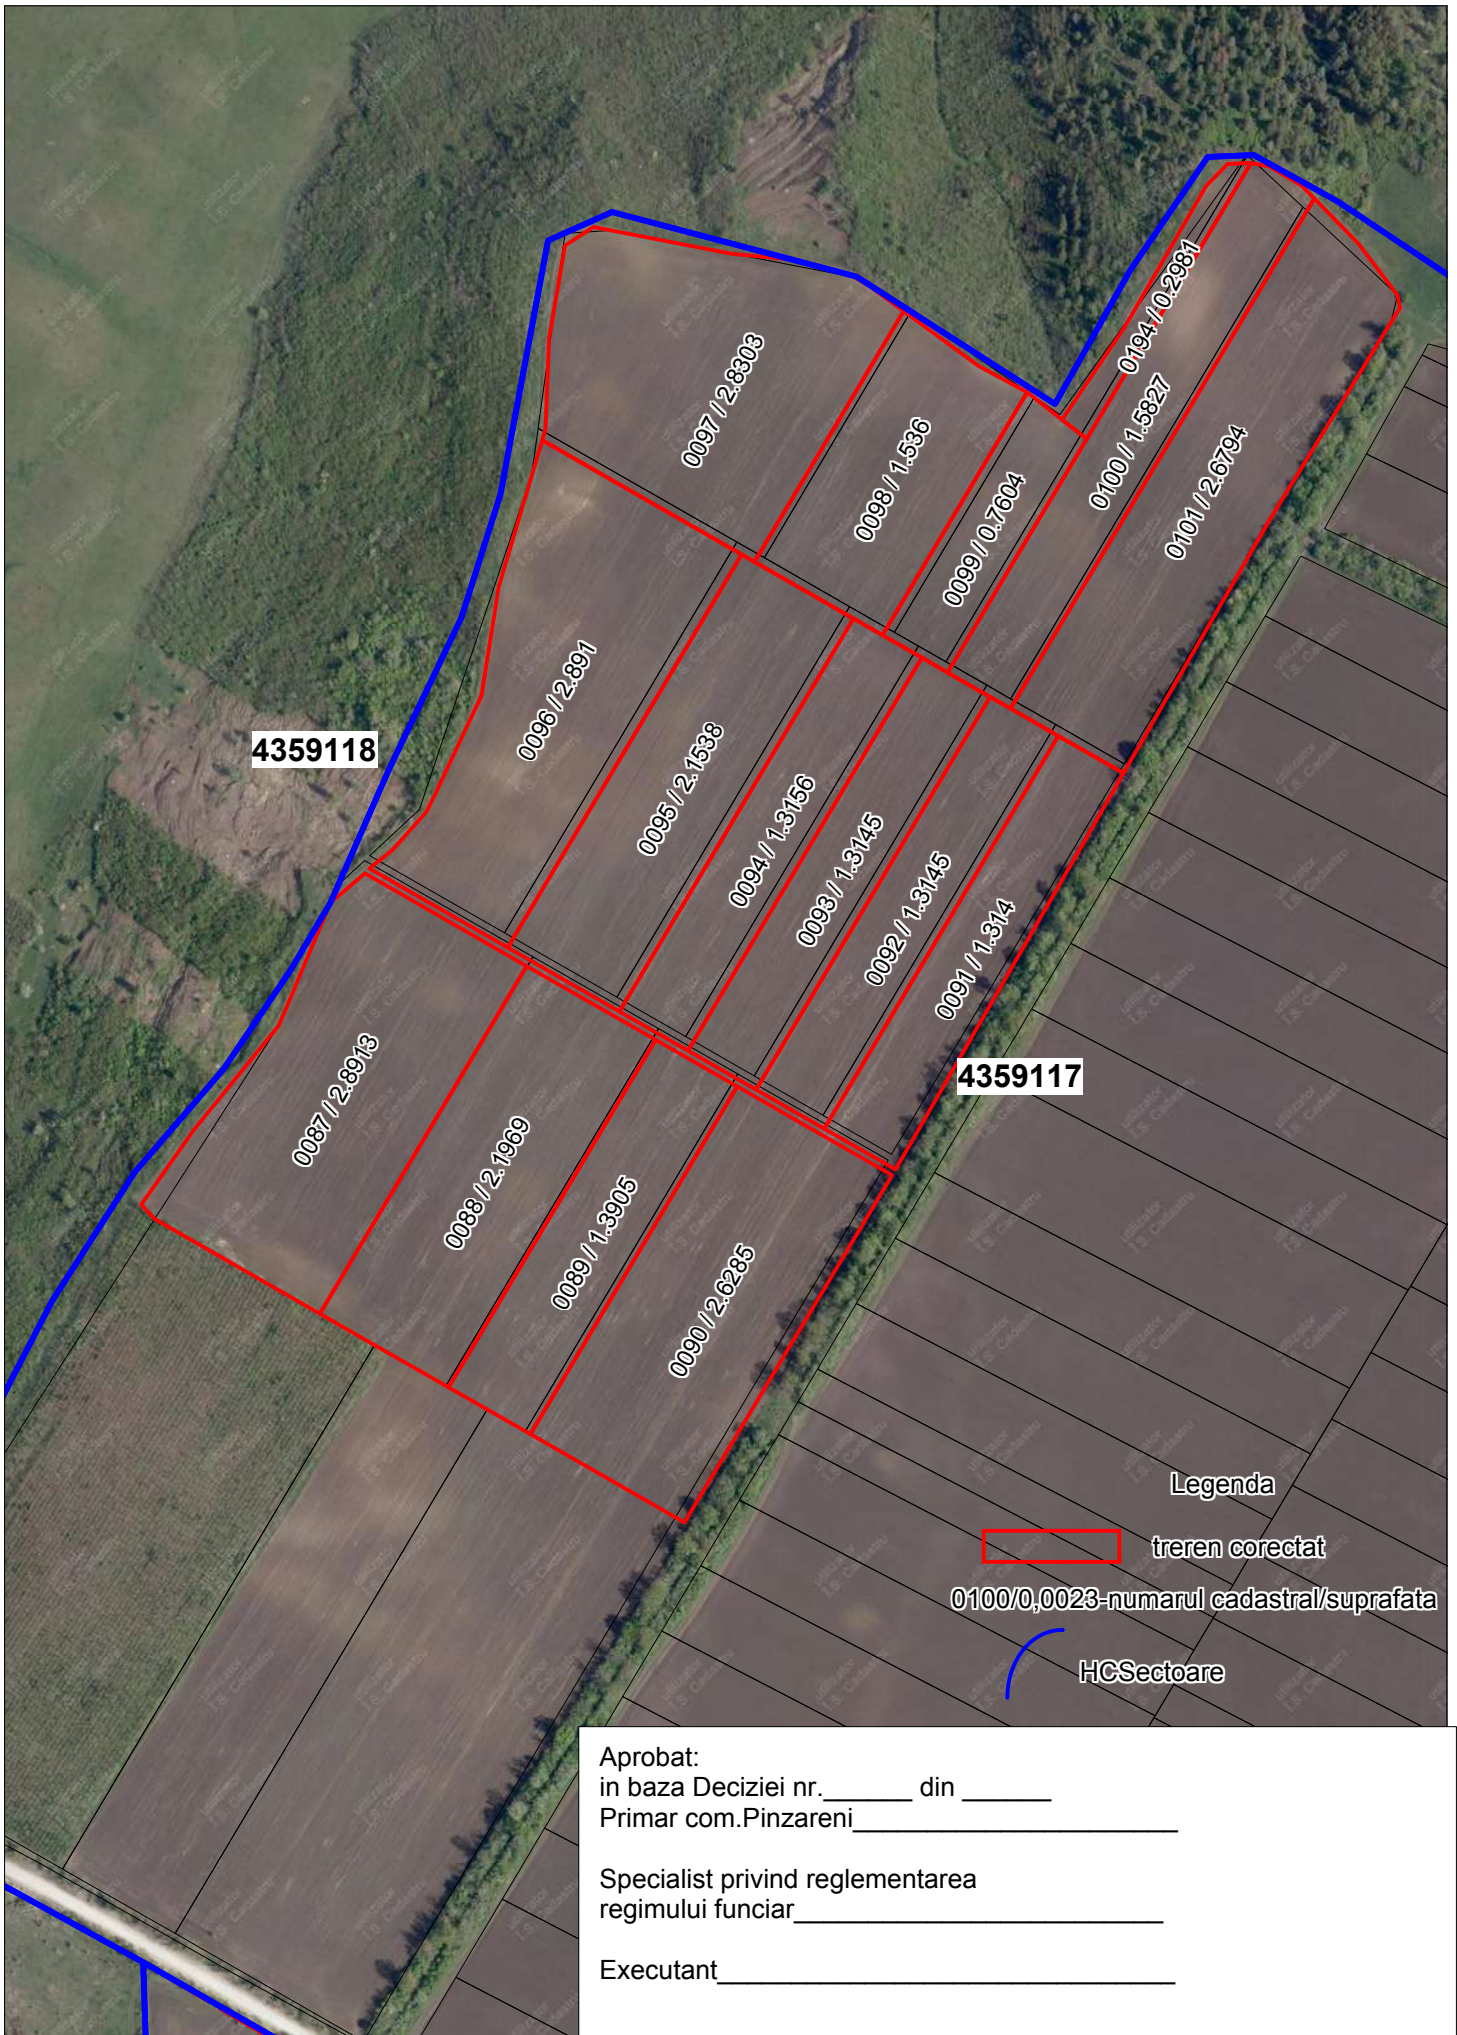 0194 / 0.2981
0097 / 2.8303
0100 / 1.5827
0098 / 1.536
0101 / 2.6794
0099 / 0.7604
0096 / 2.891
4359118
0095 / 2.1538
0094 / 1.3156
0093 / 1.3145
0092 / 1.3145
0091 / 1.314
4359117
0087 / 2.8913
0088 / 2.1969
0089 / 1.3905
0090 / 2.6285
Legenda
treren corectat
0100/0,0023-numarul cadastral/suprafata
HCSectoare
Aprobat:
in baza Deciziei nr.______ din ______
Primar com.Pinzareni______________________
Specialist privind reglementarea
regimului funciar_________________________
Executant_______________________________